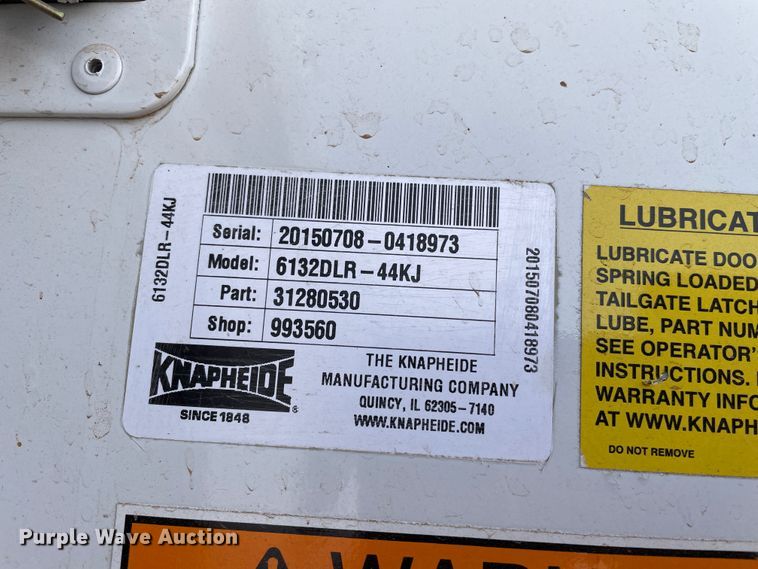 6132DLR-44KJ
Serial: 20150708-0418973
Model: 6132DLR-44KJ
Part: 31280530
Shop: 993560
201507080418973
KNAPHEIDE
SINCE 1848
THE KNAPHEIDE
MANUFACTURING COMPANY
QUINCY, IL 62305-7140
WWW.KNAPHEIDE.COM
LUBRICAT
LUBRICATE DOO
SPRING LOADED
TAILGATE LATCH
LUBE, PART NUM
SEE OPERATOR'
INSTRUCTIONS.
WARRANTY INFO
AT WWW.KNAPH
DO NOT REMOVE
Purple Wave Auction